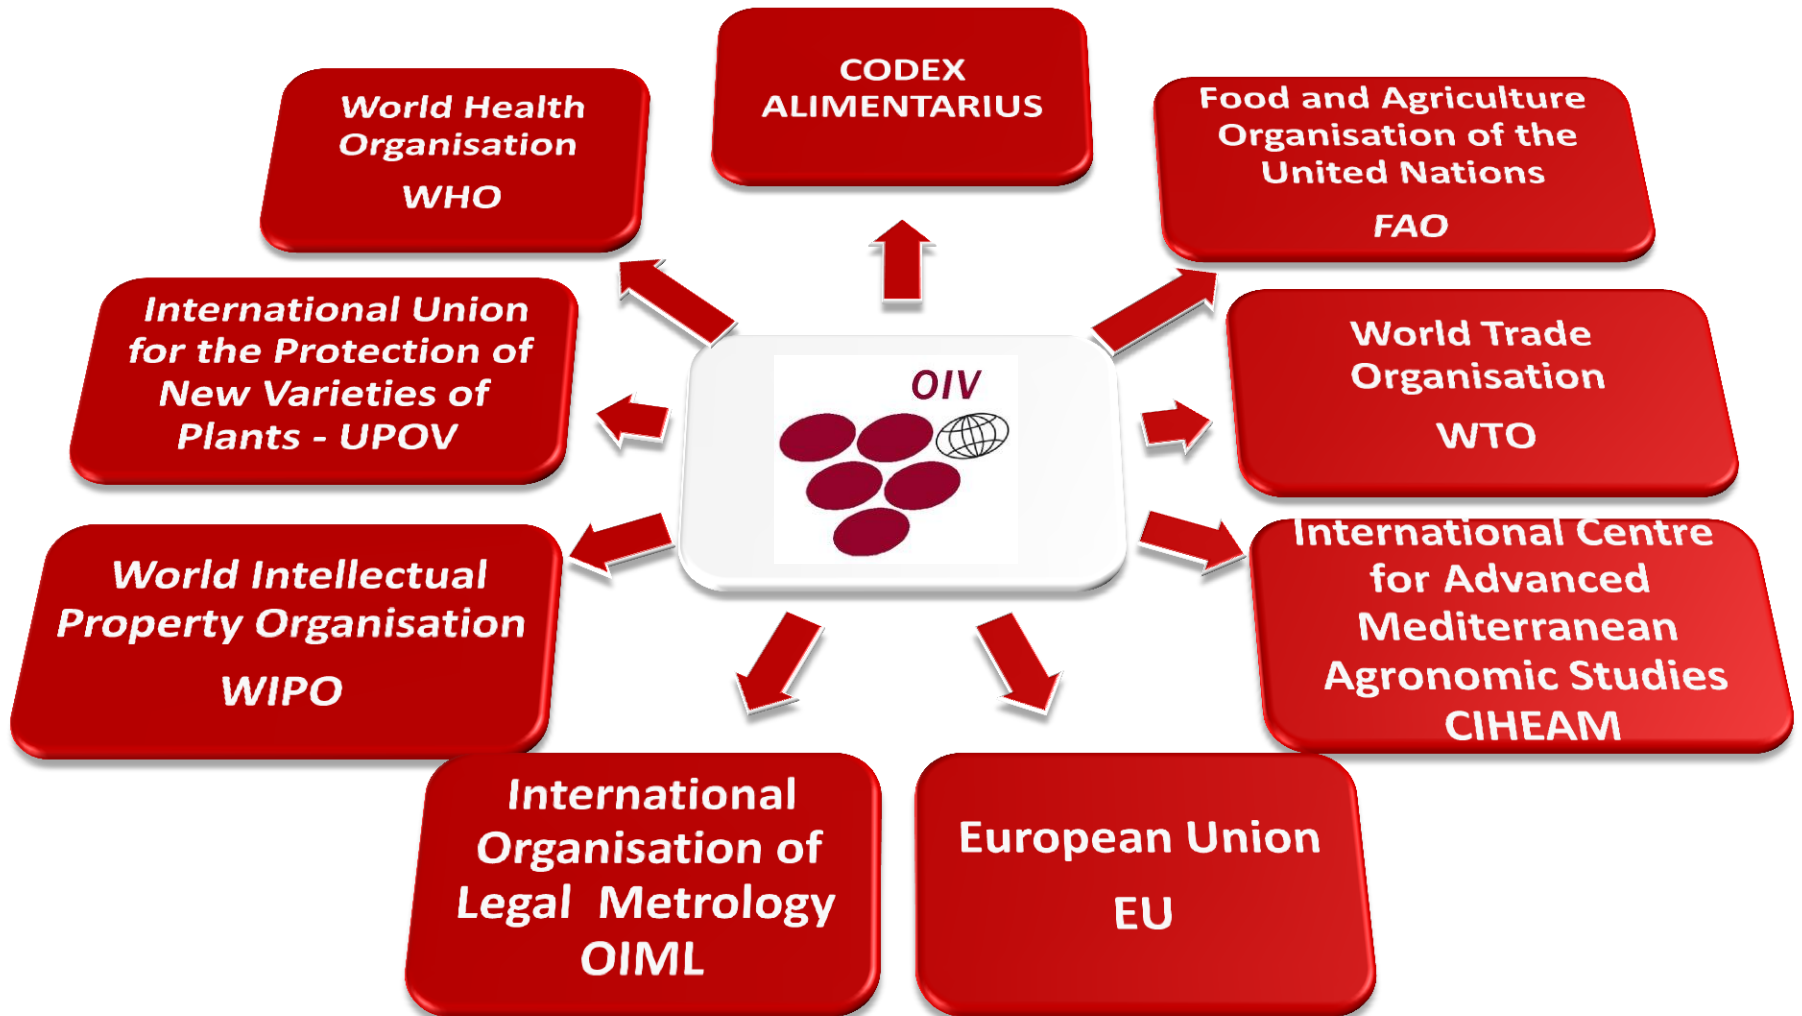 CODEX
ALIMENTARIUS
Food and Agriculture
Organisation of the
United Nations
FAO
World Trade
Organisation
WTO
International Centre
for Advanced
Mediterranean
Agronomic Studies
CIHEAM
European Union
EU
International
Organisation of
Legal Metrology
OIML
World Intellectual
Property Organisation
WIPO
International Union
for the Protection of
New Varieties of
Plants - UPOV
World Health
Organisation
WHO
OIV